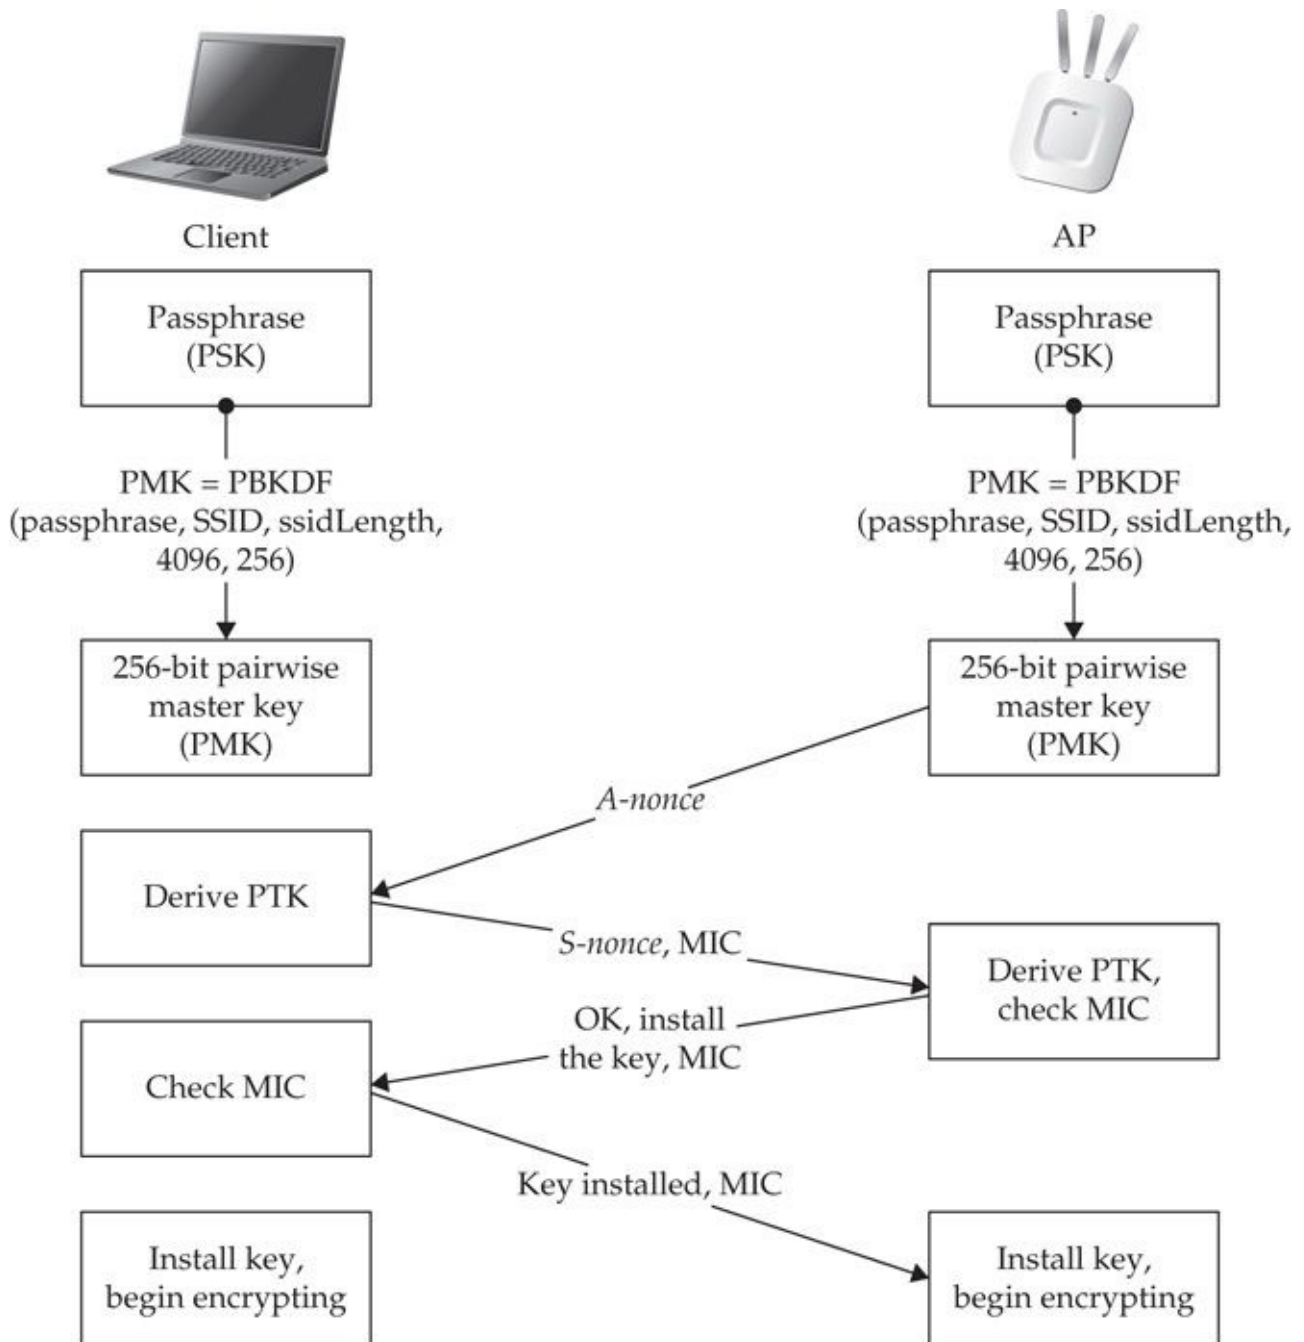 Client
AP
Passphrase
(PSK)
Passphrase
(PSK)
PMK = PBKDF
(passphrase, SSID, ssidLength,
4096, 256)
PMK = PBKDF
(passphrase, SSID, ssidLength,
4096, 256)
256-bit pairwise
master key
(PMK)
256-bit pairwise
master key
(PMK)
A-nonce
Derive PTK
S-nonce, MIC
Derive PTK,
check MIC
OK, install
the key, MIC
Check MIC
Key installed, MIC
Install key,
begin encrypting
Install key,
begin encrypting